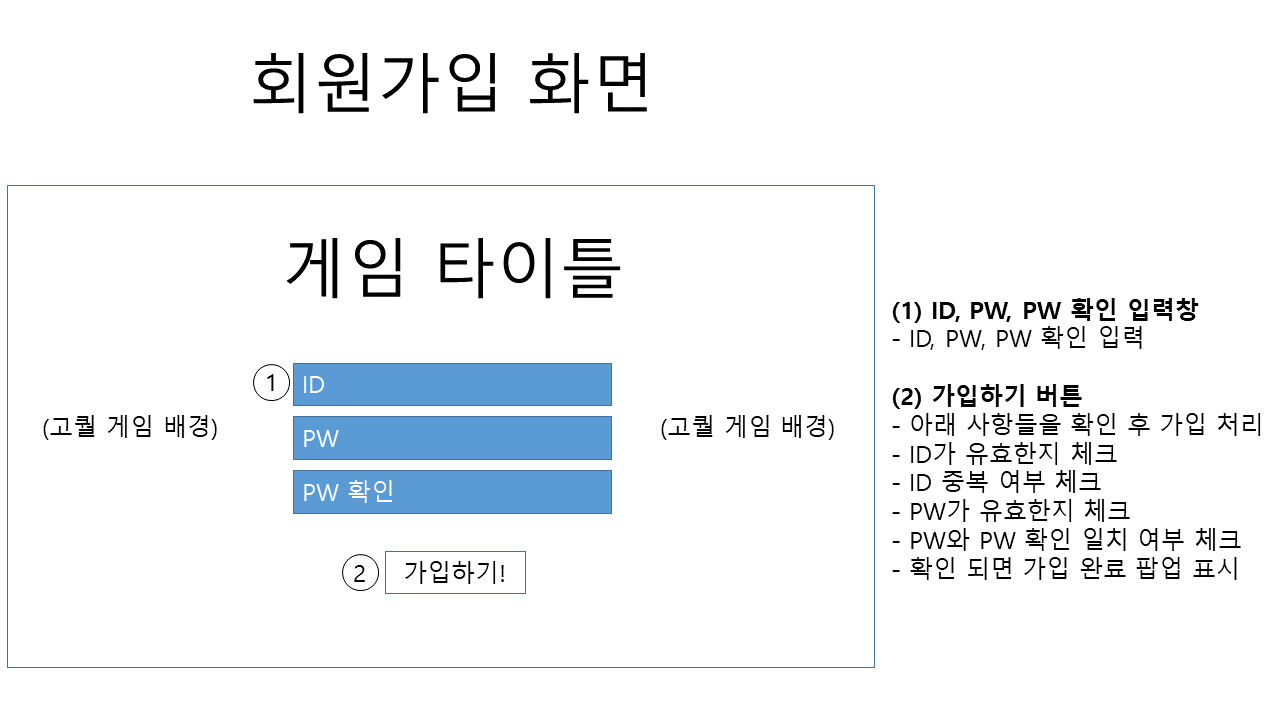 회원가입 화면
게임 타이틀
1
ID
PW
PW 확인
(고퀄 게임 배경)
(고퀄 게임 배경)
2
가입하기!
(1) ID, PW, PW 확인 입력창
- ID, PW, PW 확인 입력
(2) 가입하기 버튼
- 아래 사항들을 확인 후 가입 처리
- ID가 유효한지 체크
- ID 중복 여부 체크
- PW가 유효한지 체크
- PW와 PW 확인 일치 여부 체크
- 확인 되면 가입 완료 팝업 표시